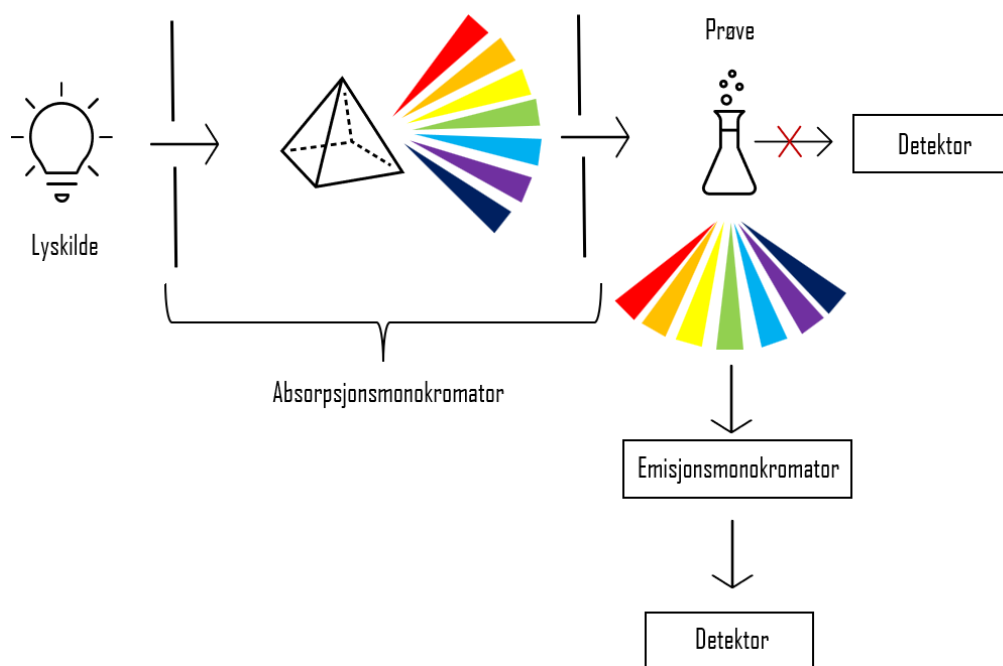 Prøve
Detektor
Lyskilde
Absorpsjonsmonokromator
Emisjonsmonokromator
Detektor